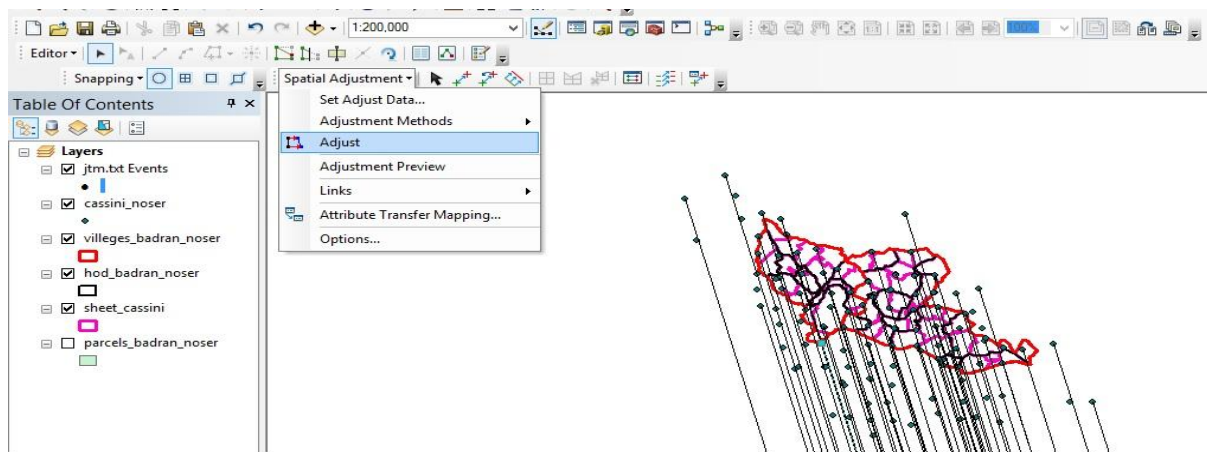 1:200,000
100%
Editor
Snapping
Spatial Adjustment
Set Adjust Data...
Adjustment Methods
Adjust
Adjustment Preview
Links
Attribute Transfer Mapping...
Options...
Table Of Contents
Layers
jtm.txt Events
cassini_noser
villeges_badran_noser
hod_badran_noser
sheet_cassini
parcels_badran_noser